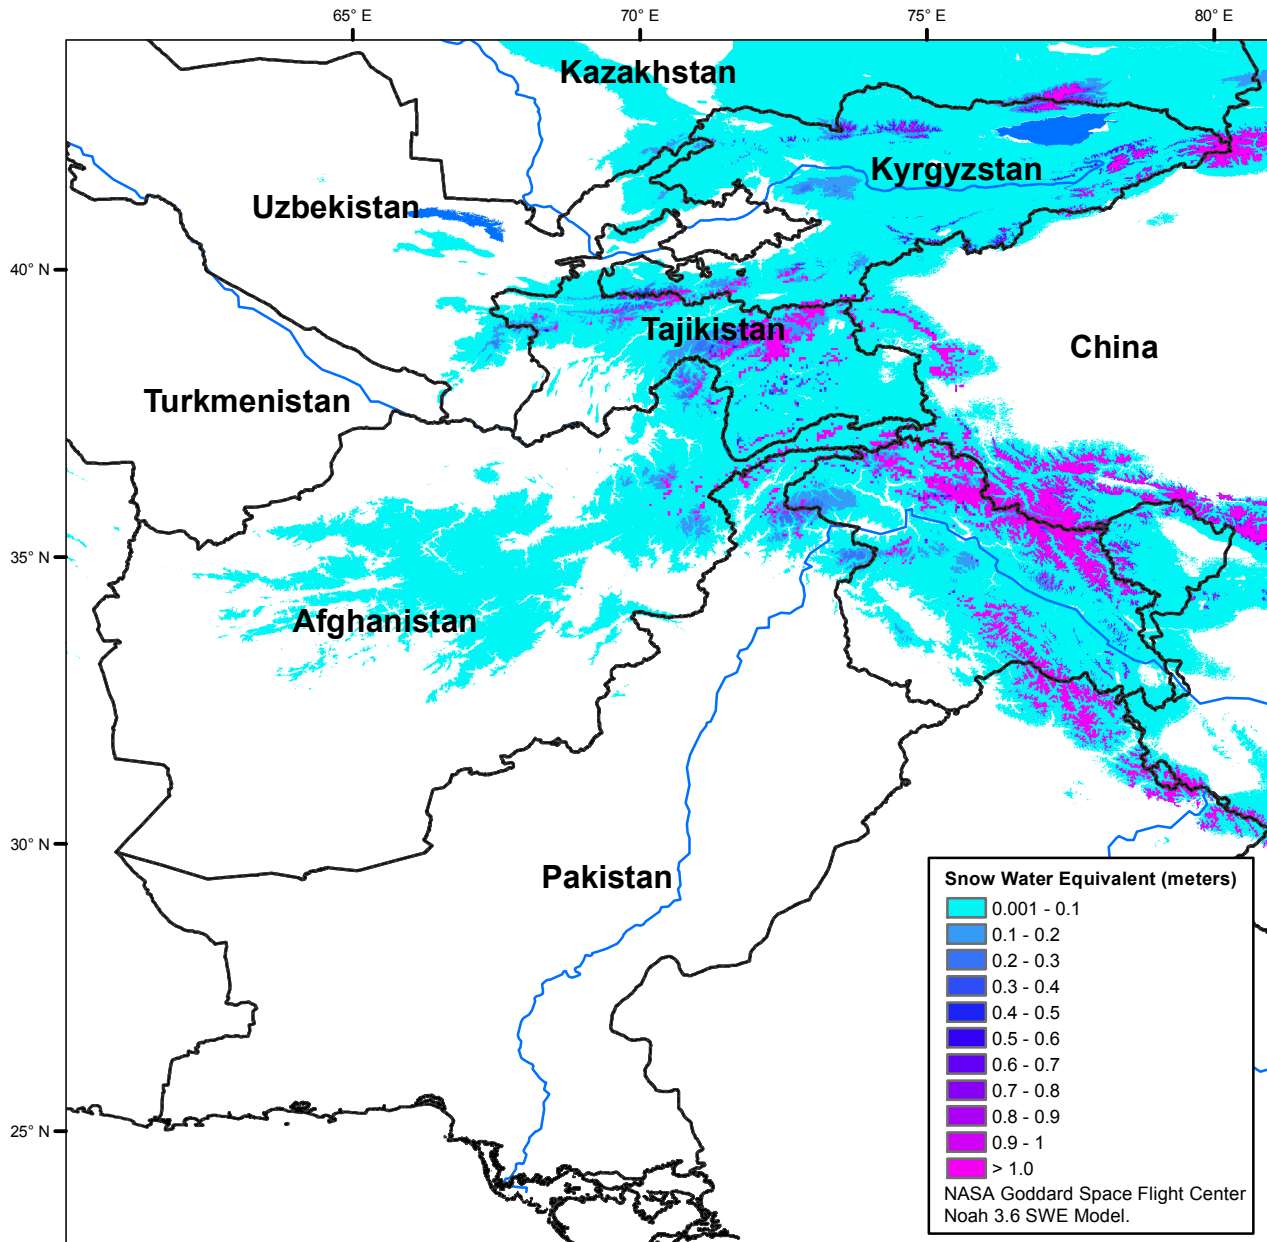 65° E
70° E
75° E
80° E
Kazakhstan
Kyrgyzstan
Uzbekistan
40° N
Tajikistan
China
Turkmenistan
35° N
Afghanistan
30° N
Pakistan
25° N
Snow Water Equivalent (meters)
0.001 - 0.1
0.1 - 0.2
0.2 - 0.3
0.3 - 0.4
0.4 - 0.5
0.5 - 0.6
0.6 - 0.7
0.7 - 0.8
0.8 - 0.9
0.9 - 1
> 1.0
NASA Goddard Space Flight Center
Noah 3.6 SWE Model.